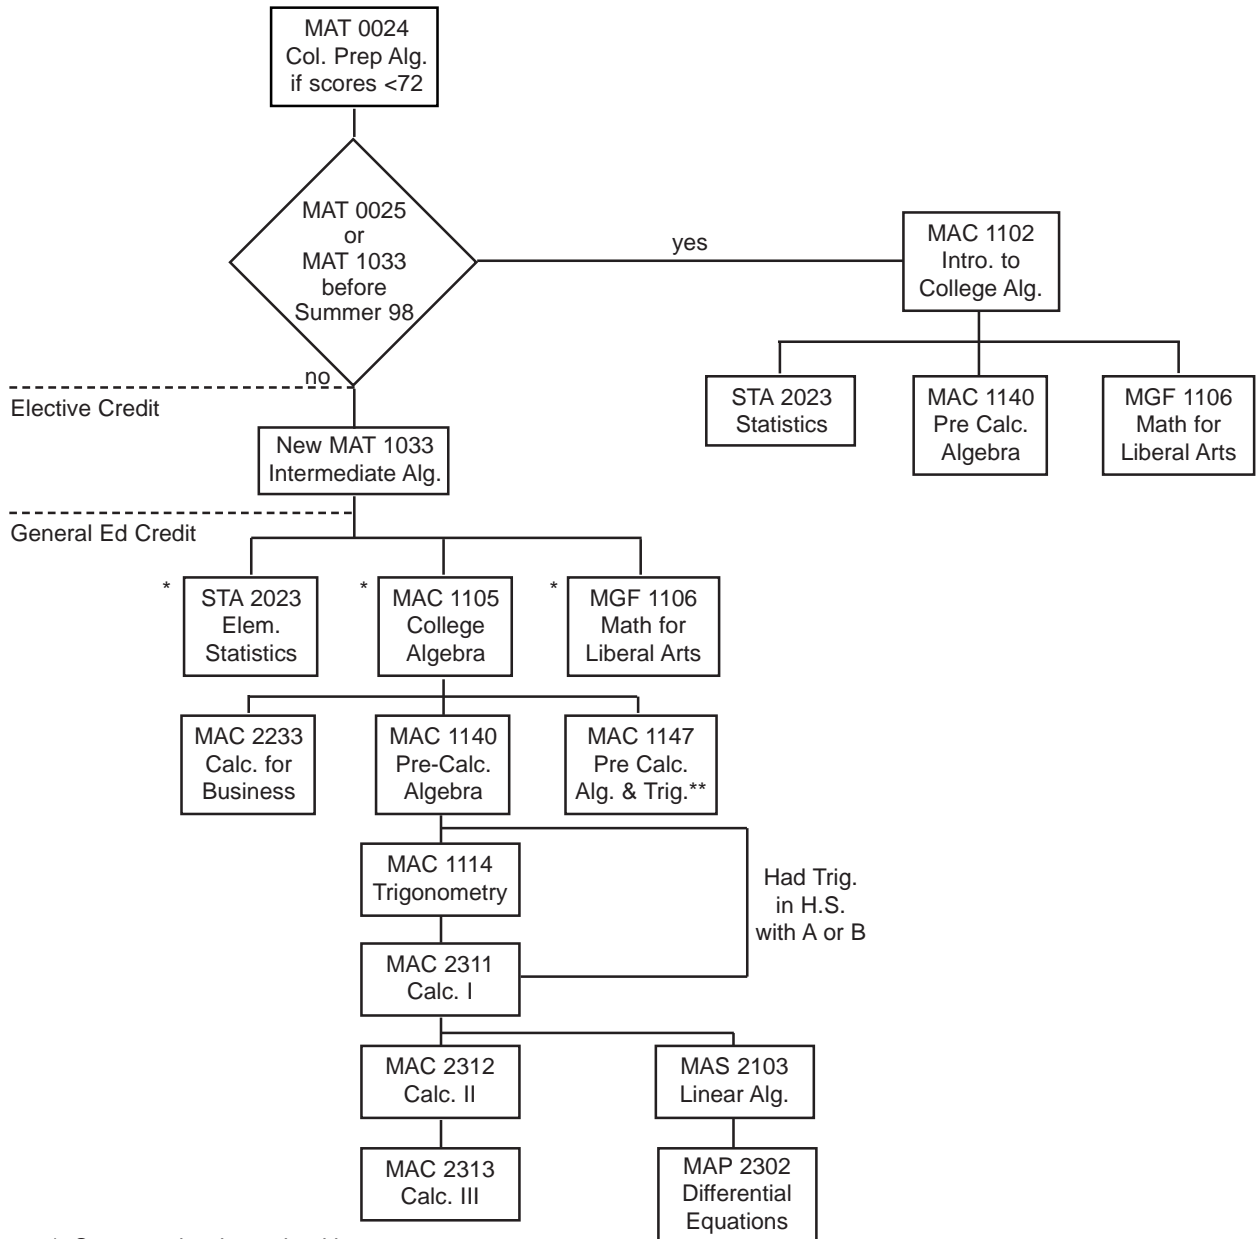 MAT 0024
Col. Prep Alg.
if scores <72
MAT 0025
or
MAT 1033
before
Summer 98
yes
MAC 1102
Intro. to
College Alg.
STA 2023
Statistics
MAC 1140
Pre Calc.
Algebra
MGF 1106
Math for
Liberal Arts
no
Elective Credit
New MAT 1033
Intermediate Alg.
General Ed Credit
*
STA 2023
Elem.
Statistics
*
MAC 1105
College
Algebra
*
MGF 1106
Math for
Liberal Arts
MAC 2233
Calc. for
Business
MAC 1140
Pre-Calc.
Algebra
MAC 1147
Pre Calc.
Alg. & Trig.**
MAC 1114
Trigonometry
Had Trig.
in H.S.
with A or B
MAC 2311
Calc. I
MAC 2312
Calc. II
MAS 2103
Linear Alg.
MAC 2313
Calc. III
MAP 2302
Differential
Equations